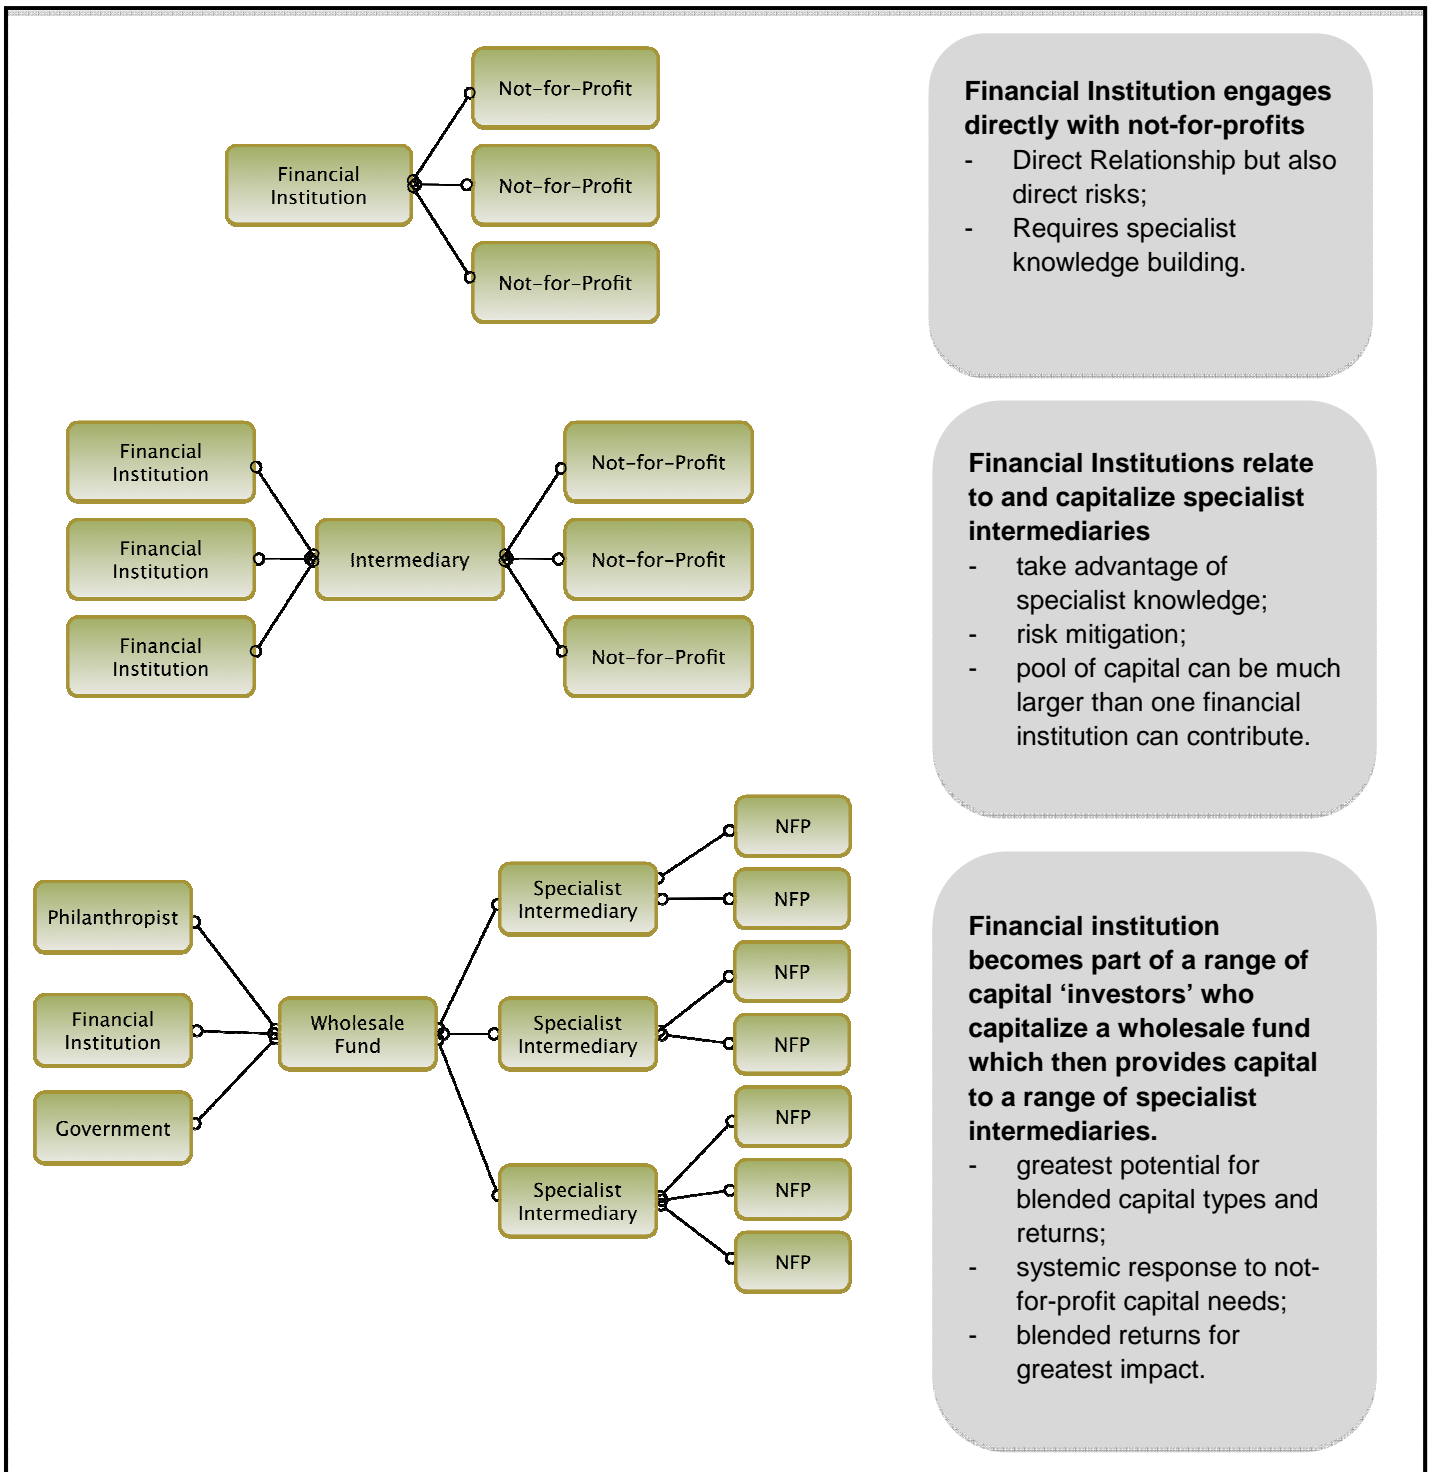 Not-for-Profit
Financial
Institution
Not-for-Profit
Not-for-Profit
Financial Institution engages
directly with not-for-profits
- Direct Relationship but also
direct risks;
- Requires specialist
knowledge building.
Financial
Institution
Financial
Institution
Financial
Institution
Intermediary
Not-for-Profit
Not-for-Profit
Not-for-Profit
Financial Institutions relate
to and capitalize specialist
intermediaries
- take advantage of
specialist knowledge;
- risk mitigation;
- pool of capital can be much
larger than one financial
institution can contribute.
Philanthropist
Financial
Institution
Government
Wholesale
Fund
Specialist
Intermediary
Specialist
Intermediary
Specialist
Intermediary
NFP
NFP
NFP
NFP
NFP
NFP
NFP
Financial institution
becomes part of a range of
capital ‘investors’ who
capitalize a wholesale fund
which then provides capital
to a range of specialist
intermediaries.
- greatest potential for
blended capital types and
returns;
- systemic response to not-
for-profit capital needs;
- blended returns for
greatest impact.